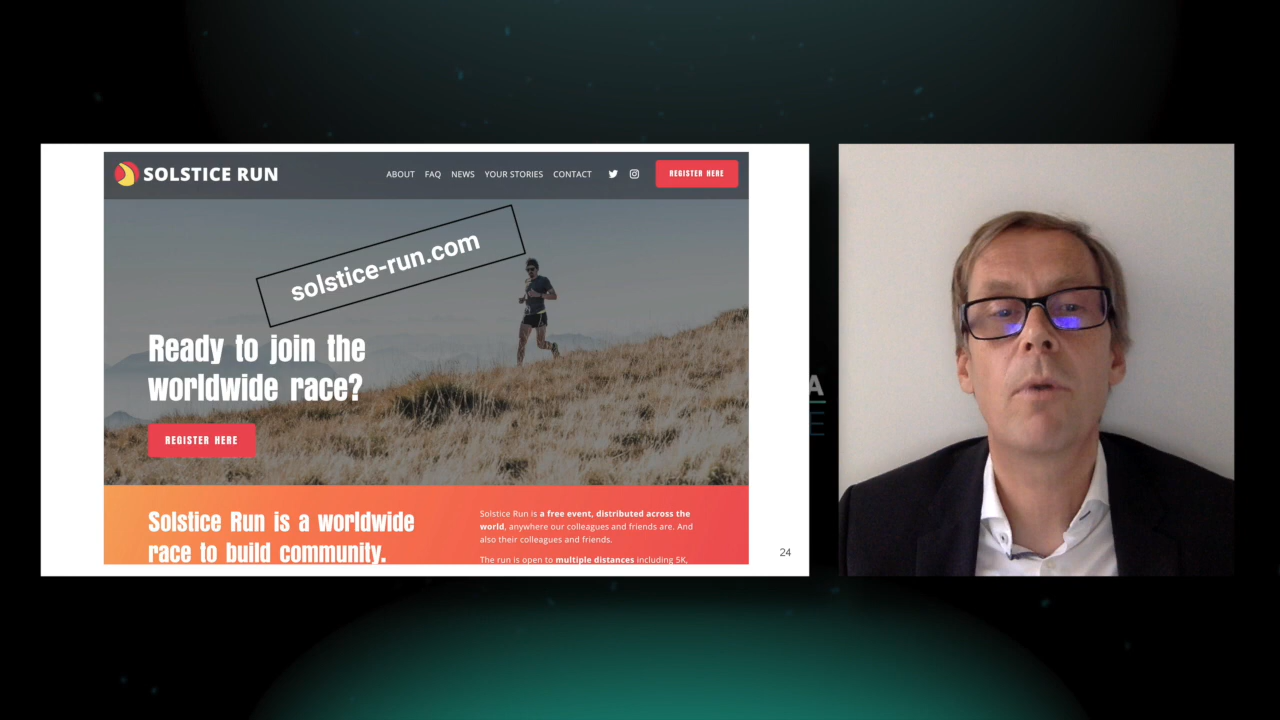 SOLSTICE RUN
ABOUT FAQ NEWS YOUR STORIES CONTACT
REGISTER HERE
solstice-run.com
Ready to join the
worldwide race?
REGISTER HERE
Solstice Run is a worldwide
race to build community.
Solstice Run is a free event, distributed across the
world, anywhere our colleagues and friends are. And
also their colleagues and friends.
The run is open to multiple distances including 5K,
24
A